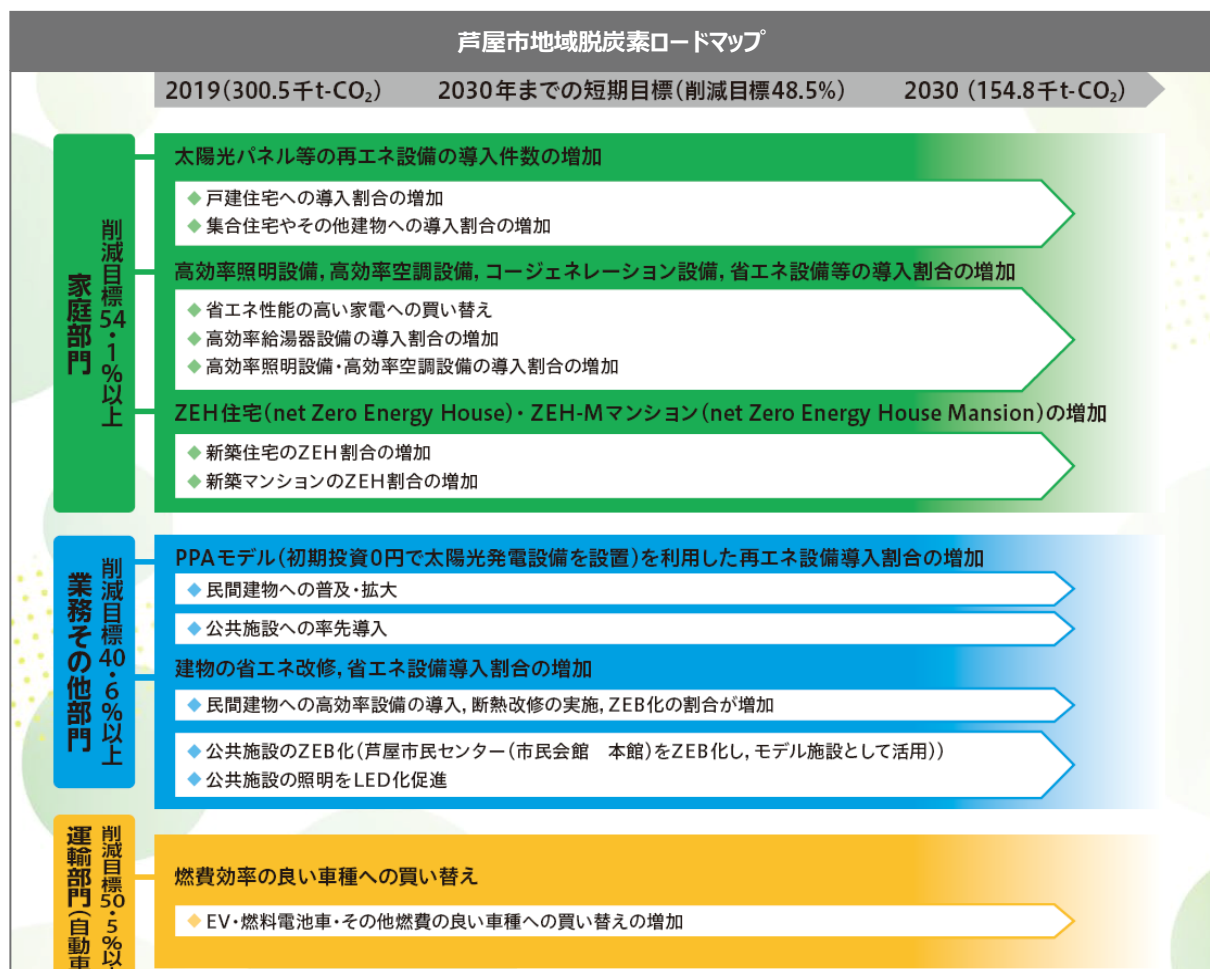 芦屋市地域脱炭素ロードマップ
2019(300.5千t-CO₂) 2030年までの短期目標(削減目標48.5%) 2030 (154.8千t-CO₂)
家庭部門
削減目標54・1%以上
太陽光パネル等の再エネ設備の導入件数の増加
◆戸建住宅への導入割合の増加
◆集合住宅やその他建物への導入割合の増加
高効率照明設備,高効率空調設備,コージェネレーション設備,省エネ設備等の導入割合の増加
◆省エネ性能の高い家電への買い替え
◆高効率給湯器設備の導入割合の増加
◆高効率照明設備・高効率空調設備の導入割合の増加
ZEH住宅(net Zero Energy House)・ZEH-Mマンション(net Zero Energy House Mansion)の増加
◆新築住宅のZEH割合の増加
◆新築マンションのZEH割合の増加
業務その他部門
削減目標40・6%以上
PPAモデル(初期投資0円で太陽光発電設備を設置)を利用した再エネ設備導入割合の増加
◆民間建物への普及・拡大
◆公共施設への率先導入
建物の省エネ改修,省エネ設備導入割合の増加
◆民間建物への高効率設備の導入,断熱改修の実施,ZEB化の割合が増加
◆公共施設のZEB化(芦屋市民センター(市民会館　本館)をZEB化し,モデル施設として活用))
◆公共施設の照明をLED化促進
運輸部門(自動車
削減目標50・5%以
燃費効率の良い車種への買い替え
◆EV・燃料電池車・その他燃費の良い車種への買い替えの増加